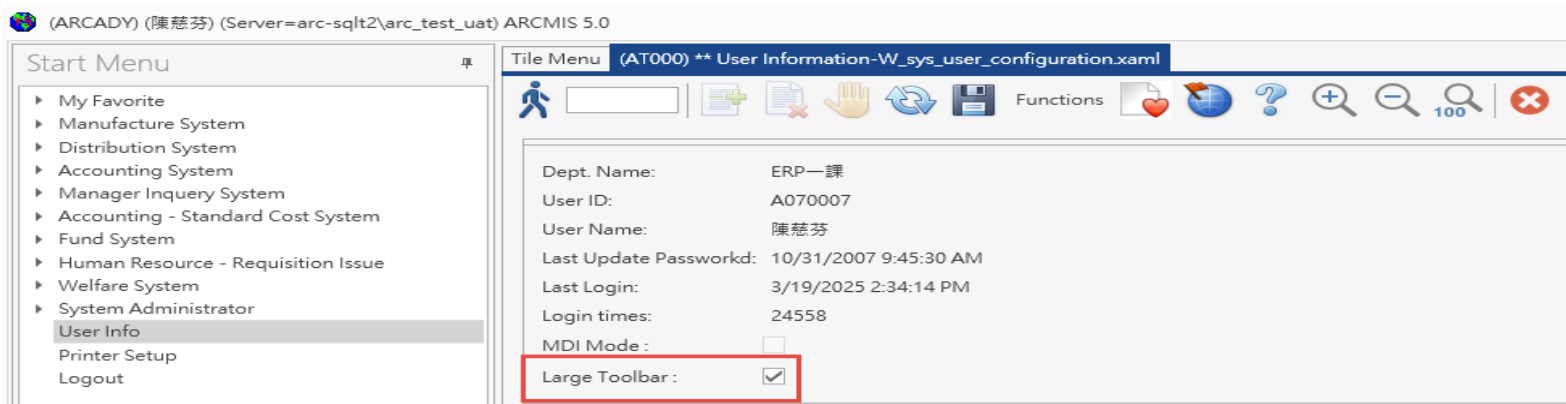 (ARCADY) (陳慈芬) (Server=arc-sqlt2\arc_test_uat) ARCMIS 5.0
Start Menu
My Favorite
Manufacture System
Distribution System
Accounting System
Manager Inquery System
Accounting - Standard Cost System
Fund System
Human Resource - Requisition Issue
Welfare System
System Administrator
User Info
Printer Setup
Logout
Tile Menu (AT000) ** User Information-W_sys_user_configuration.xaml
Functions 100
Dept. Name: ERP一課
User ID: A070007
User Name: 陳慈芬
Last Update Passworkd: 10/31/2007 9:45:30 AM
Last Login: 3/19/2025 2:34:14 PM
Login times: 24558
MDI Mode :
Large Toolbar :